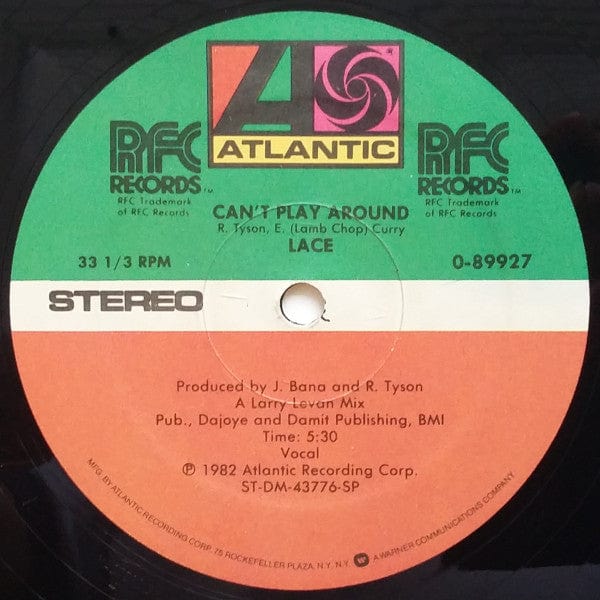 ATLANTIC
RFC
RECORDS™
RFC Trademark
of RFC Records
RFC
RECORDS™
RFC Trademark
of RFC Records
CAN'T PLAY AROUND
R. Tyson, E. (Lamb Chop) Curry
LACE
33 1/3 RPM
0-89927
STEREO
Produced by J. Bana and R. Tyson
A Larry Levan Mix
Pub., Dajoye and Damit Publishing, BMI
Time: 5:30
Vocal
℗ 1982 Atlantic Recording Corp.
ST-DM-43776-SP
MFG. BY ATLANTIC RECORDING CORP. 75 ROCKEFELLER PLAZA, N.Y. N.Y. A WARNER COMMUNICATIONS COMPANY